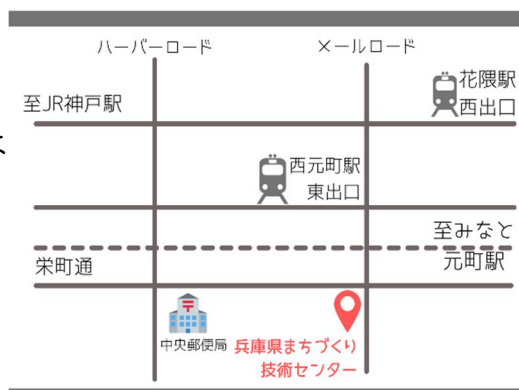 ハーバーロード
メールロード
花隈駅
西出口
至JR神戸駅
西元町駅
東出口
至みなと
元町駅
栄町通
〒
中央郵便局
兵庫県まちづくり
技術センター